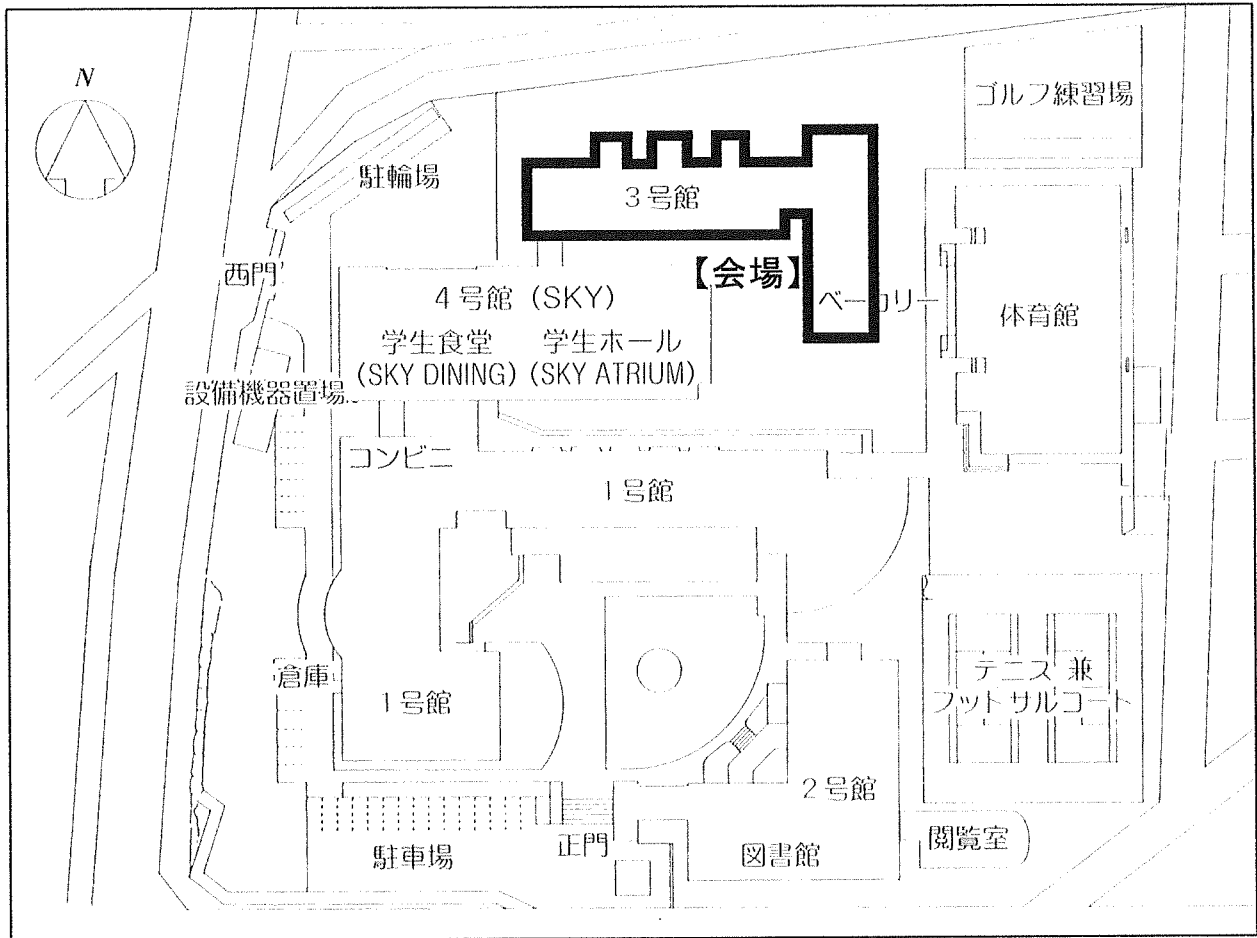 N
ゴルフ練習場
駐輪場
3号館
西門
【会場】
4号館 (SKY)
ベーカリー
体育館
学生食堂 学生ホール
(SKY DINING) (SKY ATRIUM)
設備機器置場
コンビニ
1号館
テニス 兼
フットサルコート
倉庫
1号館
2号館
閲覧室
正門
駐車場
図書館